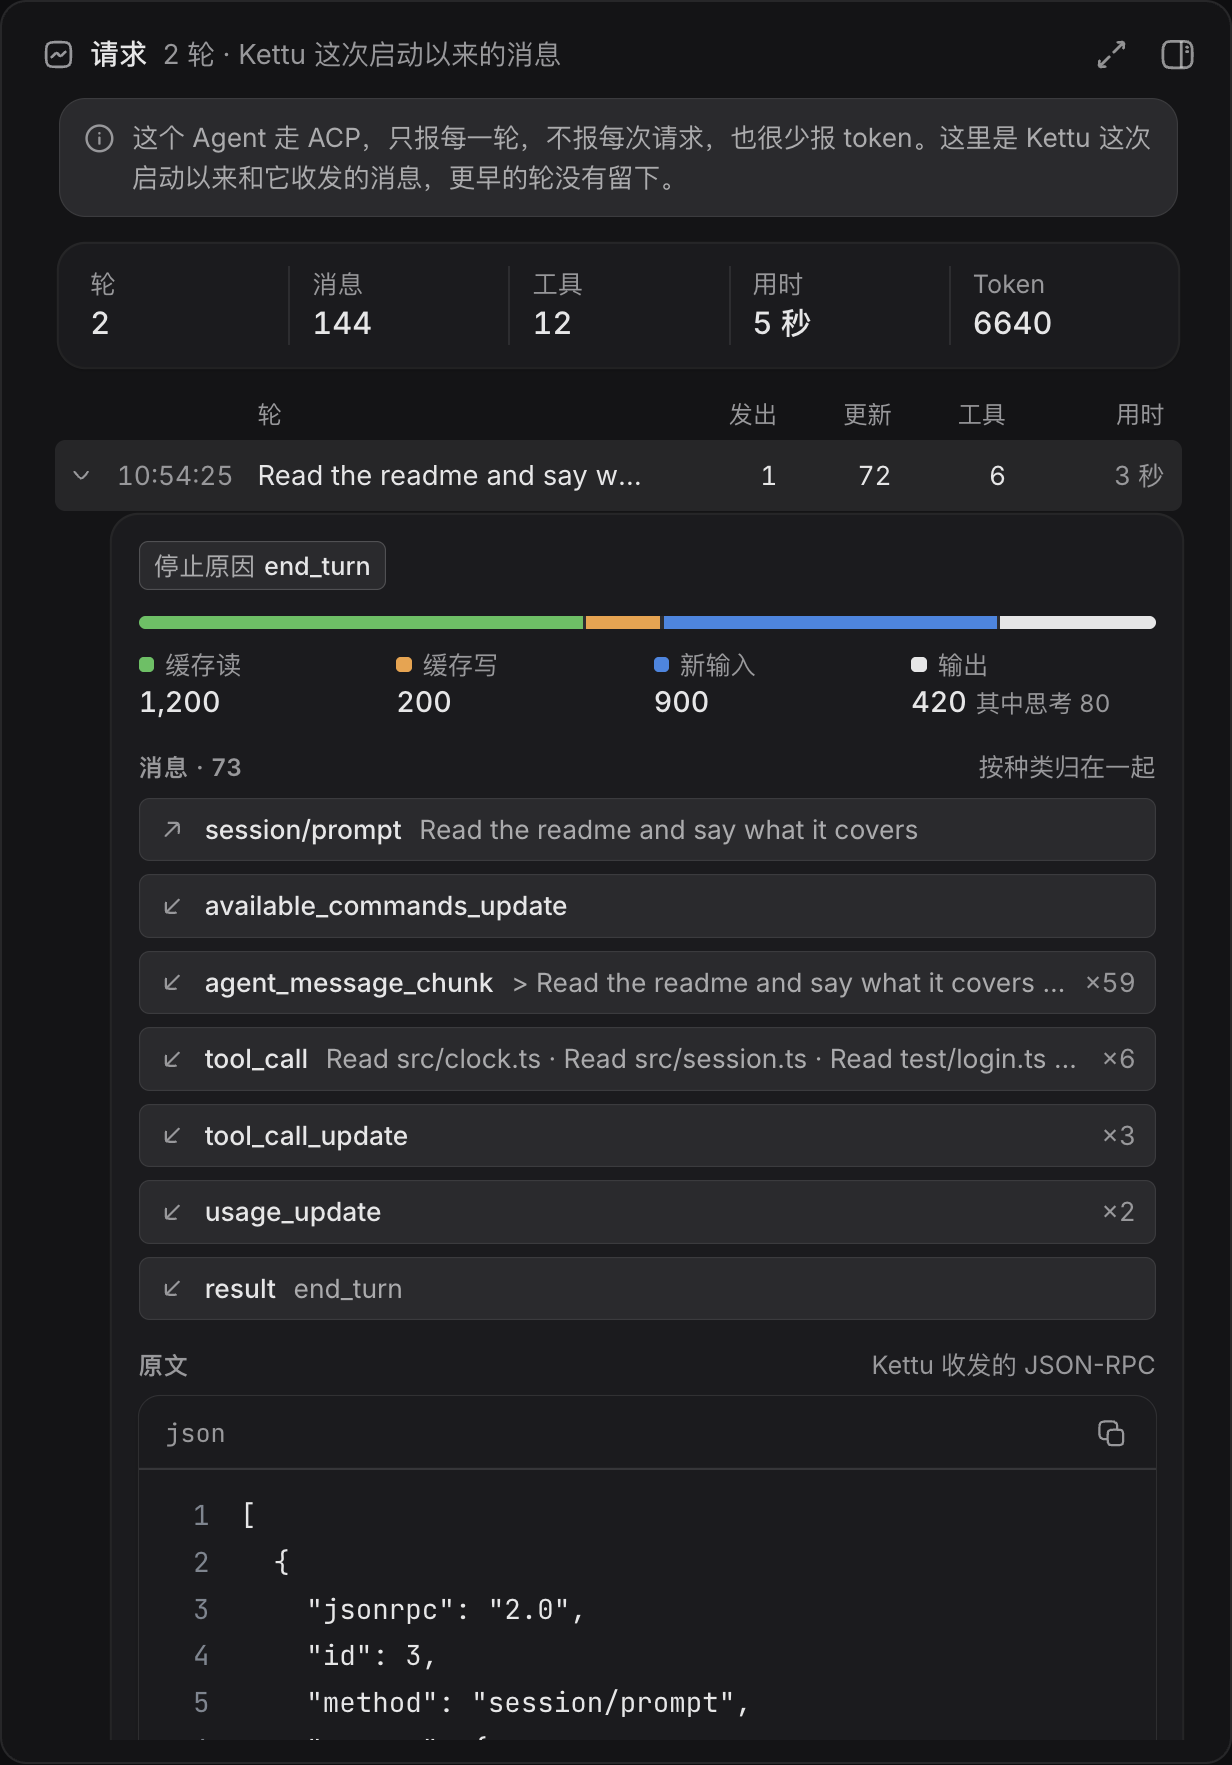 请求 2 轮 · Kettu 这次启动以来的消息
这个 Agent 走 ACP，只报每一轮，不报每次请求，也很少报 token。这里是 Kettu 这次
启动以来和它收发的消息，更早的轮没有留下。
轮 消息 工具 用时 Token
2 144 12 5 秒 6640
轮 发出 更新 工具 用时
10:54:25 Read the readme and say w... 1 72 6 3 秒
停止原因 end_turn
缓存读 缓存写 新输入 输出
1,200 200 900 420 其中思考 80
消息 · 73 按种类归在一起
session/prompt Read the readme and say what it covers
available_commands_update
agent_message_chunk > Read the readme and say what it covers ... ×59
tool_call Read src/clock.ts · Read src/session.ts · Read test/login.ts ... ×6
tool_call_update ×3
usage_update ×2
result end_turn
原文 Kettu 收发的 JSON-RPC
json
1 [
2 {
3 "jsonrpc": "2.0",
4 "id": 3,
5 "method": "session/prompt",